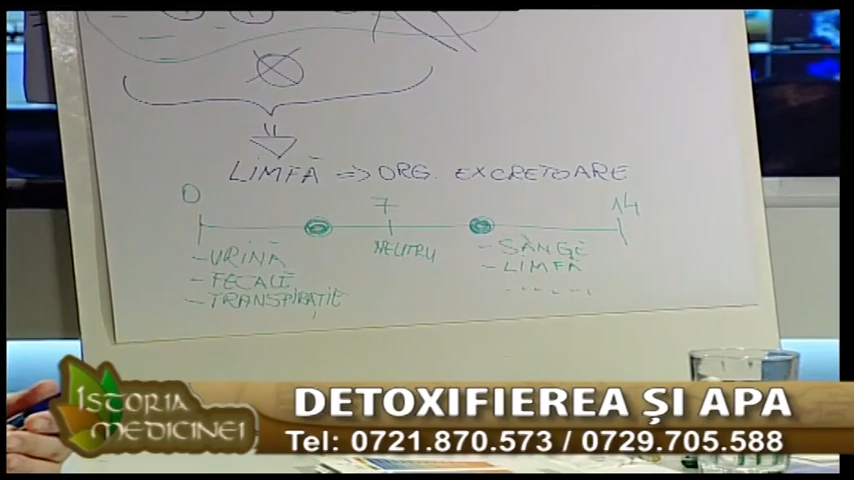 LIMFĂ => ORG. EXCRETOARE
0 7 14
NEUTRU
- URINĂ
- FECALE
- TRANSPIRAȚIE
- SÂNGE
- LIMFĂ
ISTORIA MEDICINEI
DETOXIFIEREA ȘI APA
Tel: 0721.870.573 / 0729.705.588